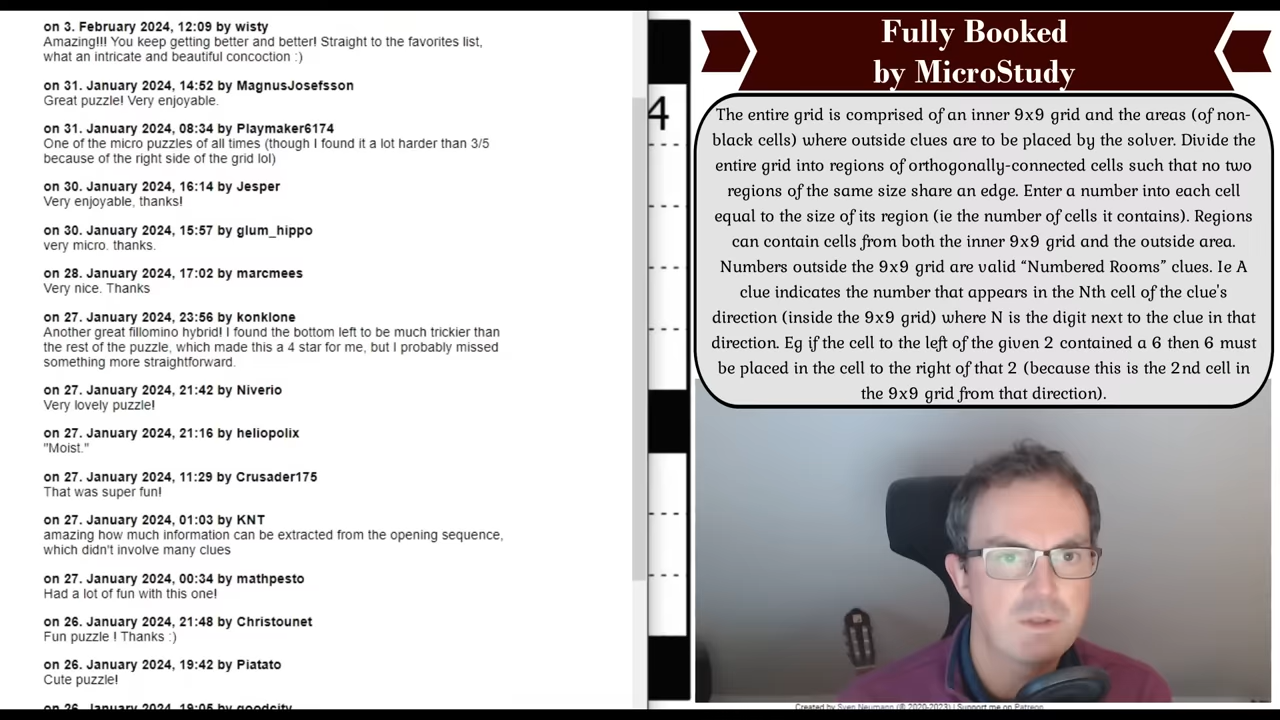 on 3. February 2024, 12:09 by wisty
Amazing!!! You keep getting better and better! Straight to the favorites list,
what an intricate and beautiful concoction :)
on 31. January 2024, 14:52 by MagnusJosefsson
Great puzzle! Very enjoyable.
on 31. January 2024, 08:34 by Playmaker6174
One of the micro puzzles of all times (though I found it a lot harder than 3/5
because of the right side of the grid lol)
on 30. January 2024, 16:14 by Jesper
Very enjoyable, thanks!
on 30. January 2024, 15:57 by glum_hippo
very micro. thanks.
on 28. January 2024, 17:02 by marcmees
Very nice. Thanks
on 27. January 2024, 23:56 by konklone
Another great fillomino hybrid! I found the bottom left to be much trickier than
the rest of the puzzle, which made this a 4 star for me, but I probably missed
something more straightforward.
on 27. January 2024, 21:42 by Niverio
Very lovely puzzle!
on 27. January 2024, 21:16 by heliopolix
"Moist."
on 27. January 2024, 11:29 by Crusader175
That was super fun!
on 27. January 2024, 01:03 by KNT
amazing how much information can be extracted from the opening sequence,
which didn't involve many clues
on 27. January 2024, 00:34 by mathpesto
Had a lot of fun with this one!
on 26. January 2024, 21:48 by Christounet
Fun puzzle ! Thanks :)
on 26. January 2024, 19:42 by Piatato
Cute puzzle!
on 26. January 2024, 19:05 by goodcity
4
Fully Booked
by MicroStudy
The entire grid is comprised of an inner 9x9 grid and the areas (of non-
black cells) where outside clues are to be placed by the solver. Divide the
entire grid into regions of orthogonally-connected cells such that no two
regions of the same size share an edge. Enter a number into each cell
equal to the size of its region (ie the number of cells it contains). Regions
can contain cells from both the inner 9x9 grid and the outside area.
Numbers outside the 9x9 grid are valid “Numbered Rooms” clues. Ie A
clue indicates the number that appears in the Nth cell of the clue's
direction (inside the 9x9 grid) where N is the digit next to the clue in that
direction. Eg if the cell to the left of the given 2 contained a 6 then 6 must
be placed in the cell to the right of that 2 (because this is the 2nd cell in
the 9x9 grid from that direction).
Created by Sven Neumann (© 2020-2023) | Support me on Patreon